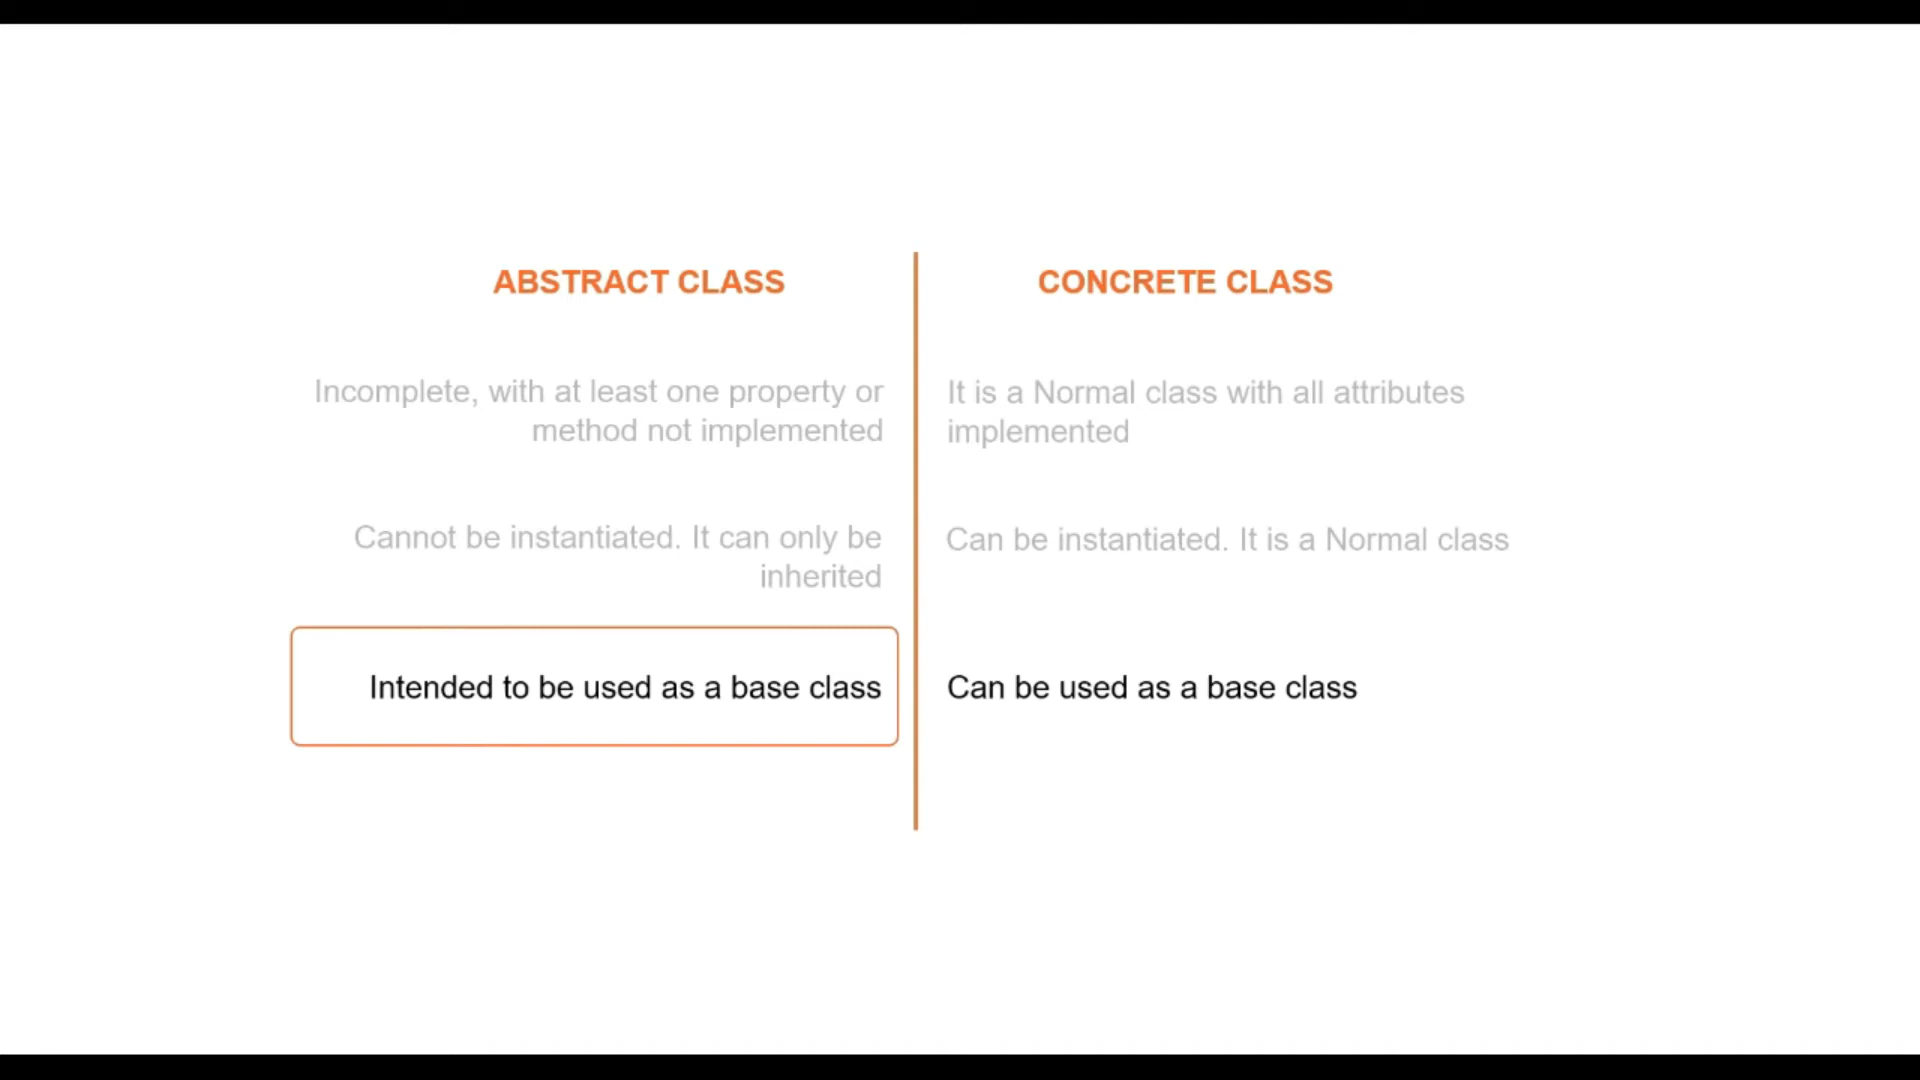 ABSTRACT CLASS
CONCRETE CLASS
Incomplete, with at least one property or
method not implemented
It is a Normal class with all attributes
implemented
Cannot be instantiated. It can only be
inherited
Can be instantiated. It is a Normal class
Intended to be used as a base class
Can be used as a base class